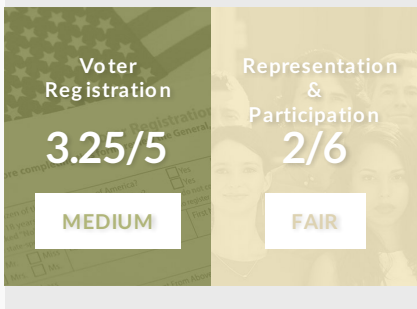 Voter
Registration
3.25/5
MEDIUM
Representation
&
Participation
2/6
FAIR